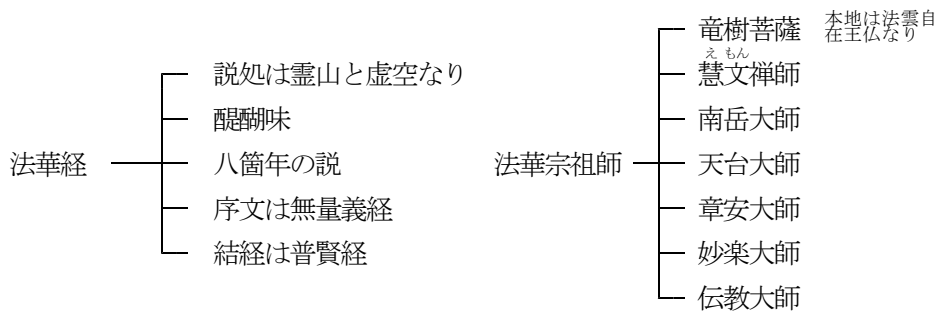 法華経
説処は霊山と虚空なり
醍醐味
八箇年の説
序文は無量義経
結経は普賢経
法華宗祖師
竜樹菩薩
本地は法雲自
在王仏なり
えもん
慧文禅師
南岳大師
天台大師
章安大師
妙楽大師
伝教大師